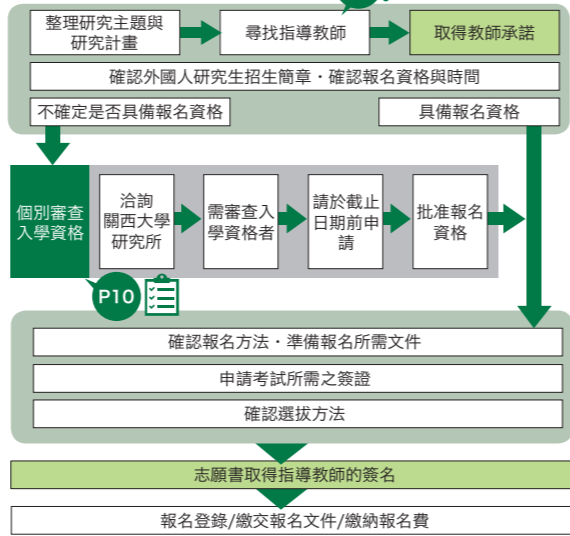 整理研究主題與
研究計畫
尋找指導教師
取得教師承諾
確認外國人研究生招生簡章・確認報名資格與時間
不確定是否具備報名資格
具備報名資格
個別審查
入學資格
洽詢
關西大學
研究所
需審查入
學資格者
請於截止
日期前申
請
批准報名
資格
P10
確認報名方法・準備報名所需文件
申請考試所需之簽證
確認選拔方法
志願書取得指導教師的簽名
報名登錄/繳交報名文件/繳納報名費